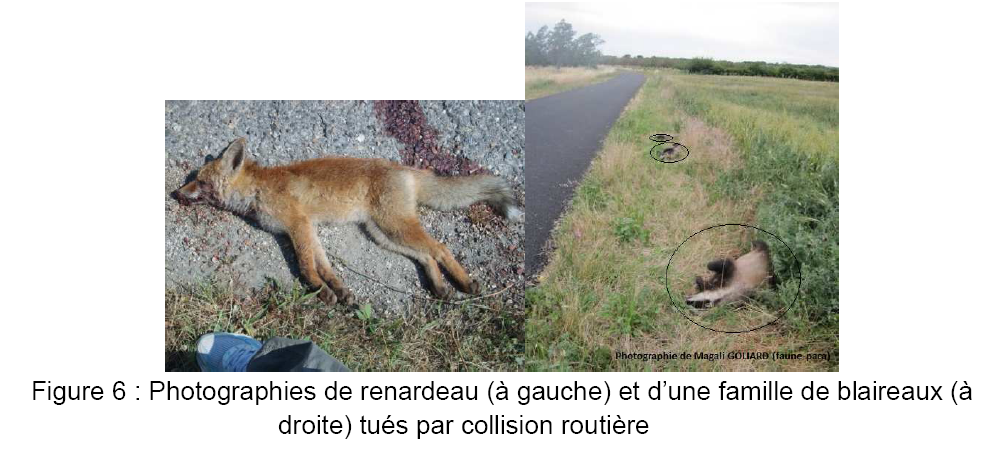 Photographie de Magali GOLIARD (faune-paca)
Figure 6 : Photographies de renardeau (à gauche) et d’une famille de blaireaux (à
droite) tués par collision routière